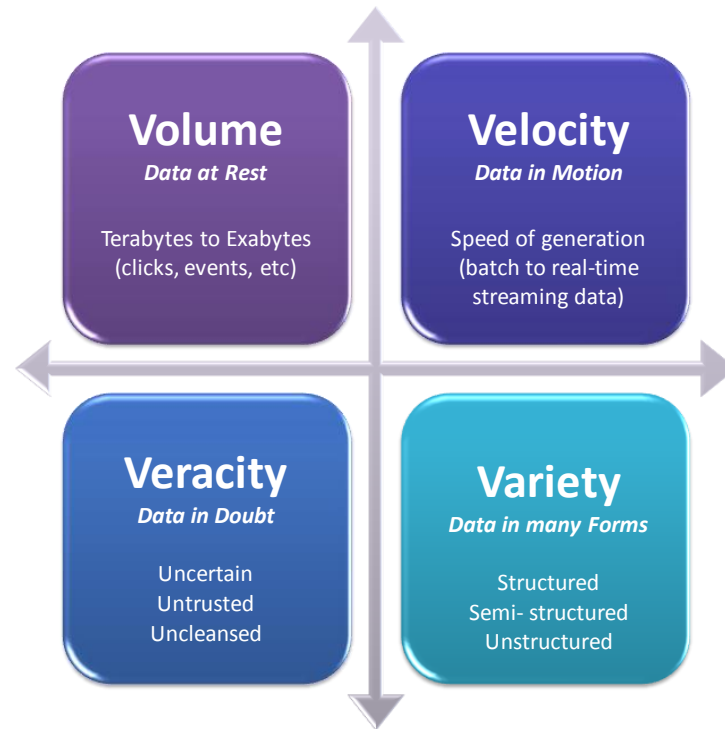 Volume
Data at Rest
Terabytes to Exabytes
(clicks, events, etc)
Velocity
Data in Motion
Speed of generation
(batch to real-time
streaming data)
Veracity
Data in Doubt
Uncertain
Untrusted
Uncleansed
Variety
Data in many Forms
Structured
Semi- structured
Unstructured